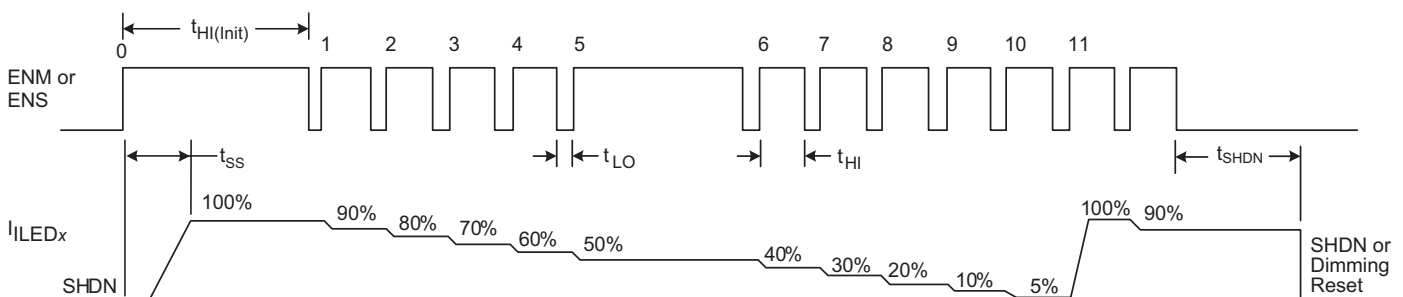 tHI(Init)
0 1 2 3 4 5 6 7 8 9 10 11
ENM or
ENS
tSS tLO tHI tSHDN
100% 90% 80% 70% 60% 50% 40% 30% 20% 10% 5% 100% 90%
IILEDx
SHDN
SHDN or
Dimming
Reset